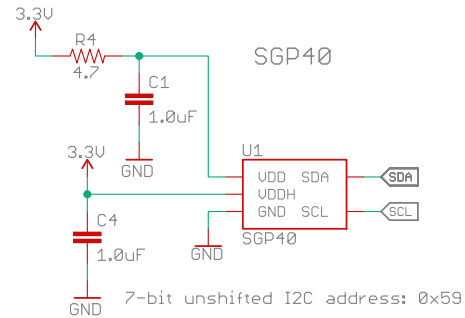 3.3V
R4
4.7
SGP40
C1
1.0uF
GND
3.3V
U1
VDD SDA
SDA
VDDH
GND SCL
SCL
SGP40
C4
1.0uF
GND
GND
7-bit unshifted I2C address: 0x59